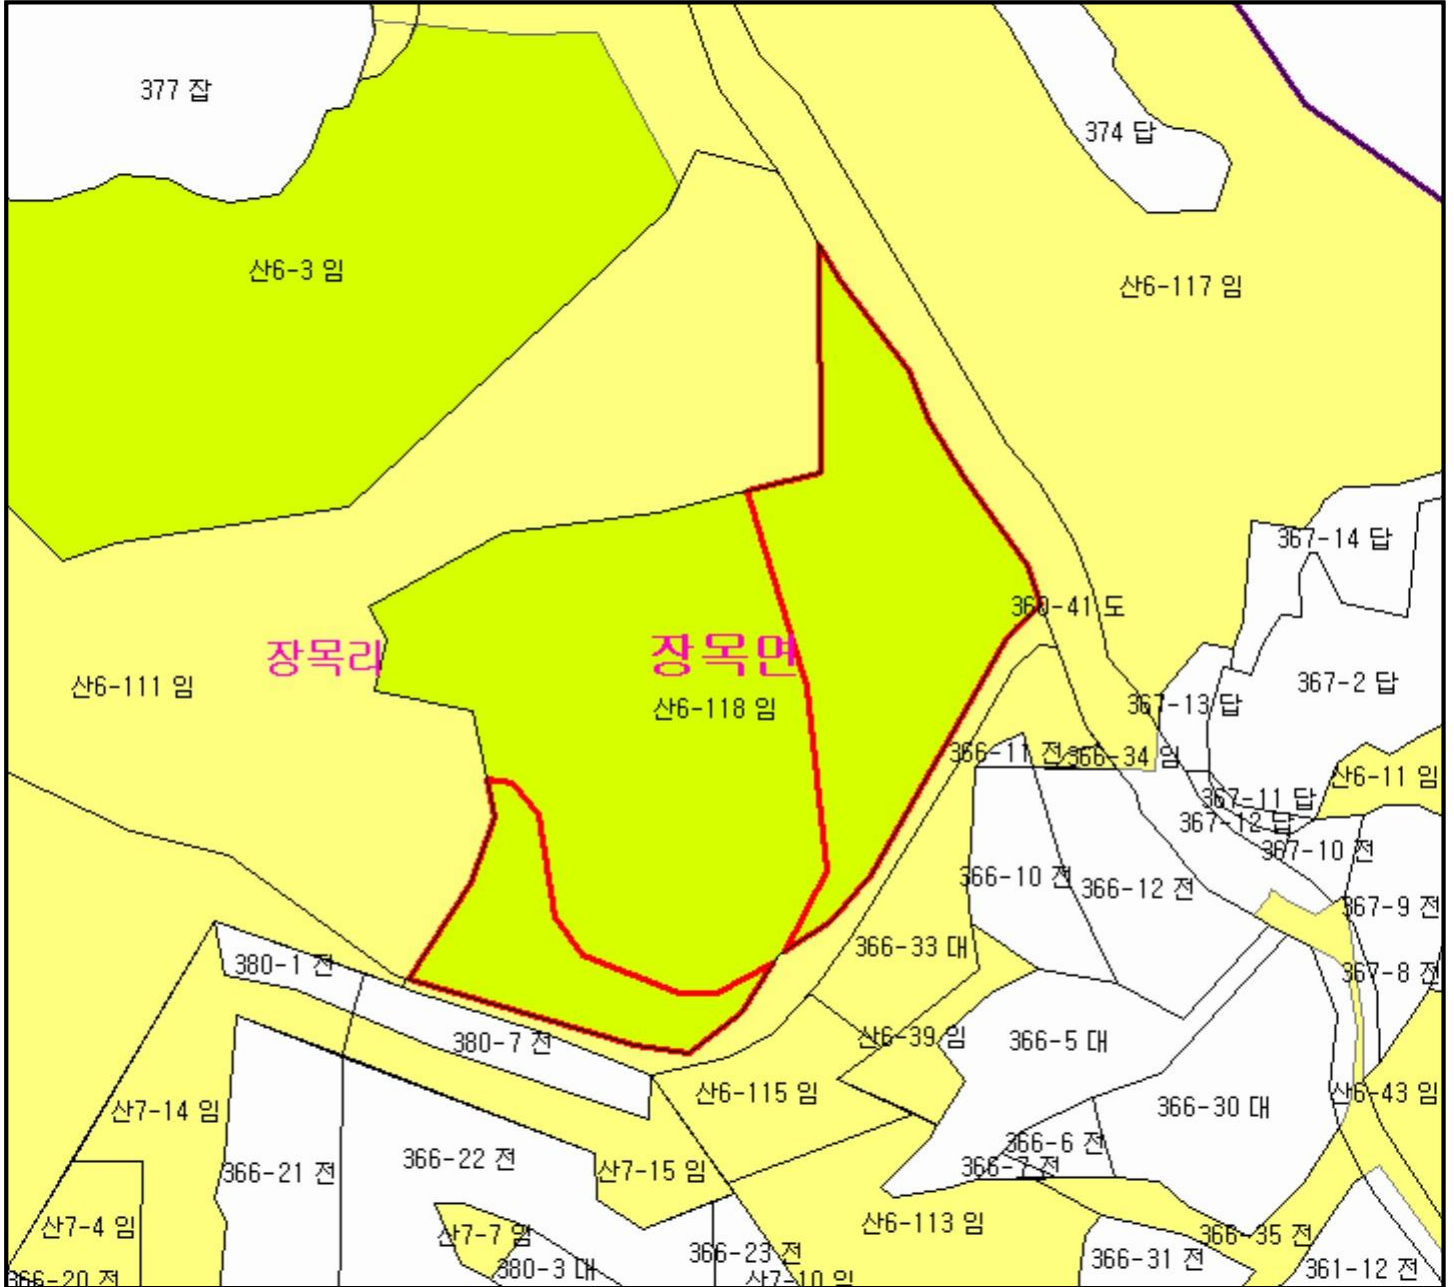 377 잡
374 답
산6-3 임
산6-117 임
367-14 답
360-41 도
장목리
장목면
산6-111 임
산6-118 임
367-2 답
367-13 답
366-11 전
366-34 임
산6-11 임
367-11 답
367-12 답
367-10 전
366-10 전
366-12 전
367-9 전
366-33 대
380-1 전
367-8 전
380-7 전
산6-39 임
366-5 대
산6-115 임
산6-43 임
산7-14 임
366-30 대
366-6 전
366-22 전
366-7 전
366-21 전
산7-15 임
산7-4 임
산6-113 임
산7-7 임
366-35 전
366-23 전
366-31 전
380-3 대
361-12 전
366-20 전
산7-10 임